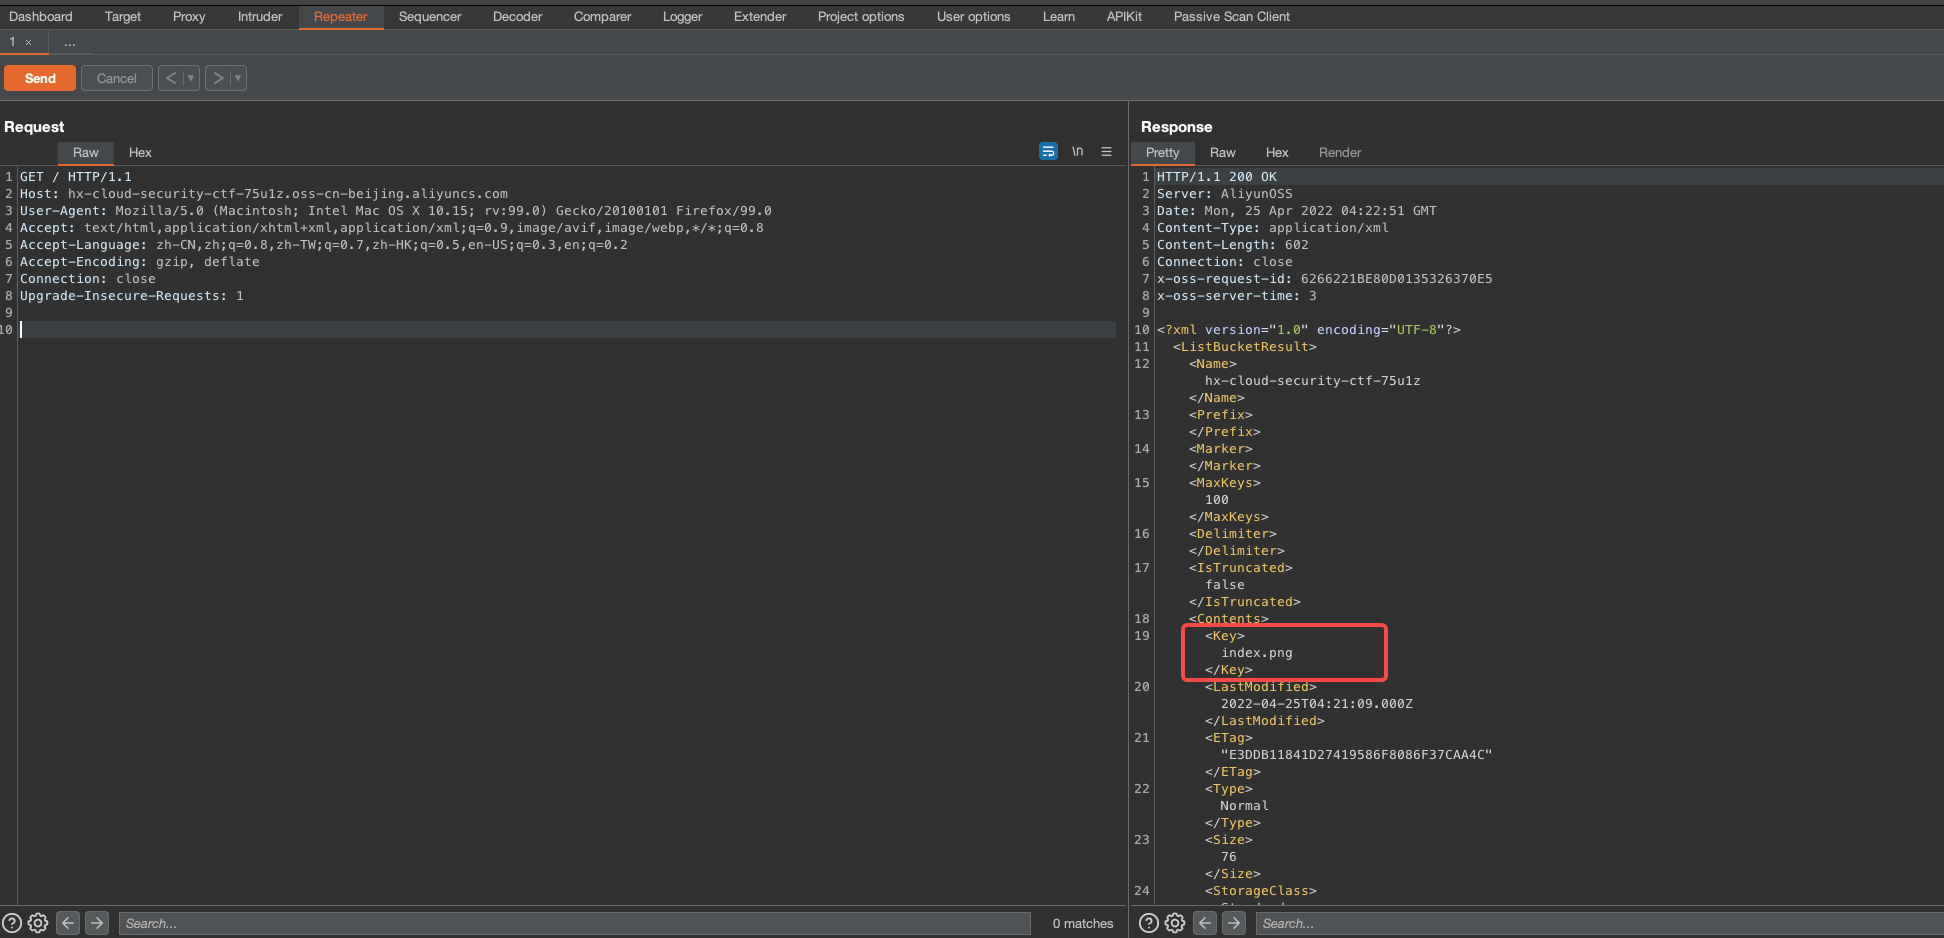 Dashboard Target Proxy Intruder Repeater Sequencer Decoder Comparer Logger Extender Project options User options Learn APIKit Passive Scan Client
1 × ...
Send Cancel < ▼ > ▼
Request
Raw Hex
\n
1 GET / HTTP/1.1
2 Host: hx-cloud-security-ctf-75u1z.oss-cn-beijing.aliyuncs.com
3 User-Agent: Mozilla/5.0 (Macintosh; Intel Mac OS X 10.15; rv:99.0) Gecko/20100101 Firefox/99.0
4 Accept: text/html,application/xhtml+xml,application/xml;q=0.9,image/avif,image/webp,*/*;q=0.8
5 Accept-Language: zh-CN,zh;q=0.8,zh-TW;q=0.7,zh-HK;q=0.5,en-US;q=0.3,en;q=0.2
6 Accept-Encoding: gzip, deflate
7 Connection: close
8 Upgrade-Insecure-Requests: 1
9
10
Search...
0 matches
Response
Pretty Raw Hex Render
1 HTTP/1.1 200 OK
2 Server: AliyunOSS
3 Date: Mon, 25 Apr 2022 04:22:51 GMT
4 Content-Type: application/xml
5 Content-Length: 602
6 Connection: close
7 x-oss-request-id: 6266221BE80D0135326370E5
8 x-oss-server-time: 3
9
10 <?xml version="1.0" encoding="UTF-8"?>
11 <ListBucketResult>
12 <Name>
hx-cloud-security-ctf-75u1z
</Name>
13 <Prefix>
</Prefix>
14 <Marker>
</Marker>
15 <MaxKeys>
100
</MaxKeys>
16 <Delimiter>
</Delimiter>
17 <IsTruncated>
false
</IsTruncated>
18 <Contents>
19 <Key>
index.png
</Key>
20 <LastModified>
2022-04-25T04:21:09.000Z
</LastModified>
21 <ETag>
"E3DDB11841D27419586F8086F37CAA4C"
</ETag>
22 <Type>
Normal
</Type>
23 <Size>
76
</Size>
24 <StorageClass>
Search...